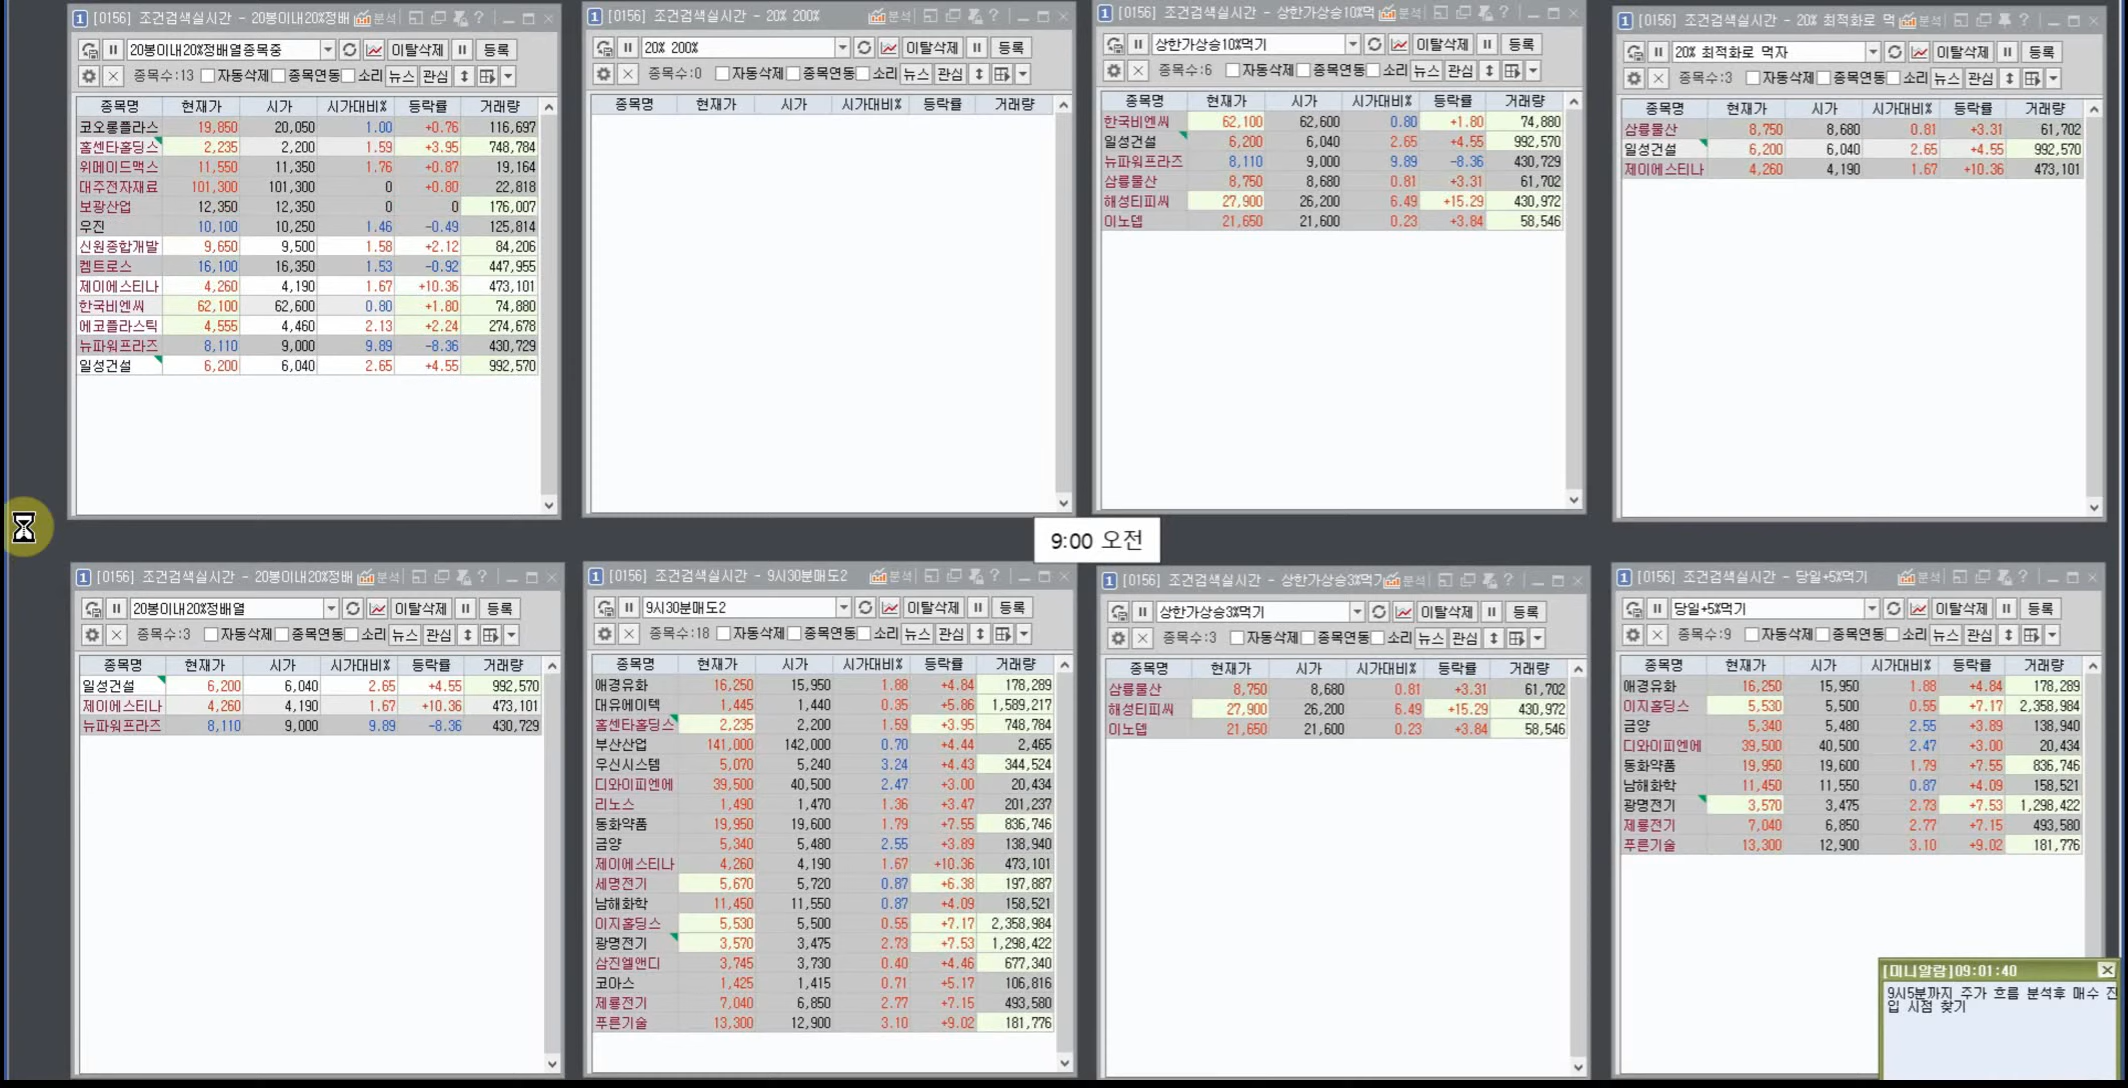 [0156] 조건검색실시간 - 20봉이내20%정배 분석
20봉이내20%정배열종목중 이탈삭제 등록
종목수:13 자동삭제 종목연동 소리 뉴스 관심
종목명 현재가 시가 시가대비% 등락률 거래량
코오롱플라스 19,850 20,050 1.00 +0.76 116,697
홈센타홀딩스 2,235 2,200 1.59 +3.95 748,784
위메이드맥스 11,550 11,350 1.76 +0.87 19,164
대주전자재료 101,300 101,300 0 +0.80 22,818
보광산업 12,350 12,350 0 0 176,007
우진 10,100 10,250 1.46 -0.49 125,814
신원종합개발 9,650 9,500 1.58 +2.12 84,206
켐트로스 16,100 16,350 1.53 -0.92 447,955
제이에스티나 4,260 4,190 1.67 +10.36 473,101
한국비엔씨 62,100 62,600 0.80 +1.80 74,880
에코플라스틱 4,555 4,460 2.13 +2.24 274,678
뉴파워프라즈 8,110 9,000 9.89 -8.36 430,729
일성건설 6,200 6,040 2.65 +4.55 992,570
[0156] 조건검색실시간 - 20% 200% 분석
20% 200% 이탈삭제 등록
종목수:0 자동삭제 종목연동 소리 뉴스 관심
종목명 현재가 시가 시가대비% 등락률 거래량
[0156] 조건검색실시간 - 상한가상승10%먹 분석
상한가상승10%먹기 이탈삭제 등록
종목수:6 자동삭제 종목연동 소리 뉴스 관심
종목명 현재가 시가 시가대비% 등락률 거래량
한국비엔씨 62,100 62,600 0.80 +1.80 74,880
일성건설 6,200 6,040 2.65 +4.55 992,570
뉴파워프라즈 8,110 9,000 9.89 -8.36 430,729
삼륭물산 8,750 8,680 0.81 +3.31 61,702
해성티피씨 27,900 26,200 6.49 +15.29 430,972
이노뎁 21,650 21,600 0.23 +3.84 58,546
[0156] 조건검색실시간 - 20% 최적화로 먹 분석
20% 최적화로 먹자 이탈삭제 등록
종목수:3 자동삭제 종목연동 소리 뉴스 관심
종목명 현재가 시가 시가대비% 등락률 거래량
삼륭물산 8,750 8,680 0.81 +3.31 61,702
일성건설 6,200 6,040 2.65 +4.55 992,570
제이에스티나 4,260 4,190 1.67 +10.36 473,101
9:00 오전
[0156] 조건검색실시간 - 20봉이내20%정배 분석
20봉이내20%정배열 이탈삭제 등록
종목수:3 자동삭제 종목연동 소리 뉴스 관심
종목명 현재가 시가 시가대비% 등락률 거래량
일성건설 6,200 6,040 2.65 +4.55 992,570
제이에스티나 4,260 4,190 1.67 +10.36 473,101
뉴파워프라즈 8,110 9,000 9.89 -8.36 430,729
[0156] 조건검색실시간 - 9시30분매도2 분석
9시30분매도2 이탈삭제 등록
종목수:18 자동삭제 종목연동 소리 뉴스 관심
종목명 현재가 시가 시가대비% 등락률 거래량
애경유화 16,250 15,950 1.88 +4.84 178,289
대유에이텍 1,445 1,440 0.35 +5.86 1,589,217
홈센타홀딩스 2,235 2,200 1.59 +3.95 748,784
부산산업 141,000 142,000 0.70 +4.44 2,465
우신시스템 5,070 5,240 3.24 +4.43 344,524
디와이피엔에 39,500 40,500 2.47 +3.00 20,434
리노스 1,490 1,470 1.36 +3.47 201,237
동화약품 19,950 19,600 1.79 +7.55 836,746
금양 5,340 5,480 2.55 +3.89 138,940
제이에스티나 4,260 4,190 1.67 +10.36 473,101
세명전기 5,670 5,720 0.87 +6.38 197,887
남해화학 11,450 11,550 0.87 +4.09 158,521
이지홀딩스 5,530 5,500 0.55 +7.17 2,358,984
광명전기 3,570 3,475 2.73 +7.53 1,298,422
삼진엘앤디 3,745 3,730 0.40 +4.46 677,340
코아스 1,425 1,415 0.71 +5.17 106,816
제룡전기 7,040 6,850 2.77 +7.15 493,580
푸른기술 13,300 12,900 3.10 +9.02 181,776
[0156] 조건검색실시간 - 상한가상승3%먹기 분석
상한가상승3%먹기 이탈삭제 등록
종목수:3 자동삭제 종목연동 소리 뉴스 관심
종목명 현재가 시가 시가대비% 등락률 거래량
삼륭물산 8,750 8,680 0.81 +3.31 61,702
해성티피씨 27,900 26,200 6.49 +15.29 430,972
이노뎁 21,650 21,600 0.23 +3.84 58,546
[0156] 조건검색실시간 - 당일+5%먹기 분석
당일+5%먹기 이탈삭제 등록
종목수:9 자동삭제 종목연동 소리 뉴스 관심
종목명 현재가 시가 시가대비% 등락률 거래량
애경유화 16,250 15,950 1.88 +4.84 178,289
이지홀딩스 5,530 5,500 0.55 +7.17 2,358,984
금양 5,340 5,480 2.55 +3.89 138,940
디와이피엔에 39,500 40,500 2.47 +3.00 20,434
동화약품 19,950 19,600 1.79 +7.55 836,746
남해화학 11,450 11,550 0.87 +4.09 158,521
광명전기 3,570 3,475 2.73 +7.53 1,298,422
제룡전기 7,040 6,850 2.77 +7.15 493,580
푸른기술 13,300 12,900 3.10 +9.02 181,776
[미니알람]09:01:40
9시5분까지 주가 흐름 분석후 매수 진
입 시점 찾기